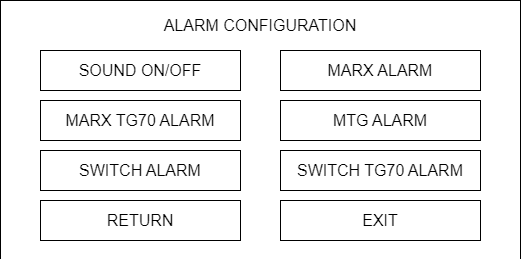 ALARM CONFIGURATION
SOUND ON/OFF
MARX ALARM
MARX TG70 ALARM
MTG ALARM
SWITCH ALARM
SWITCH TG70 ALARM
RETURN
EXIT